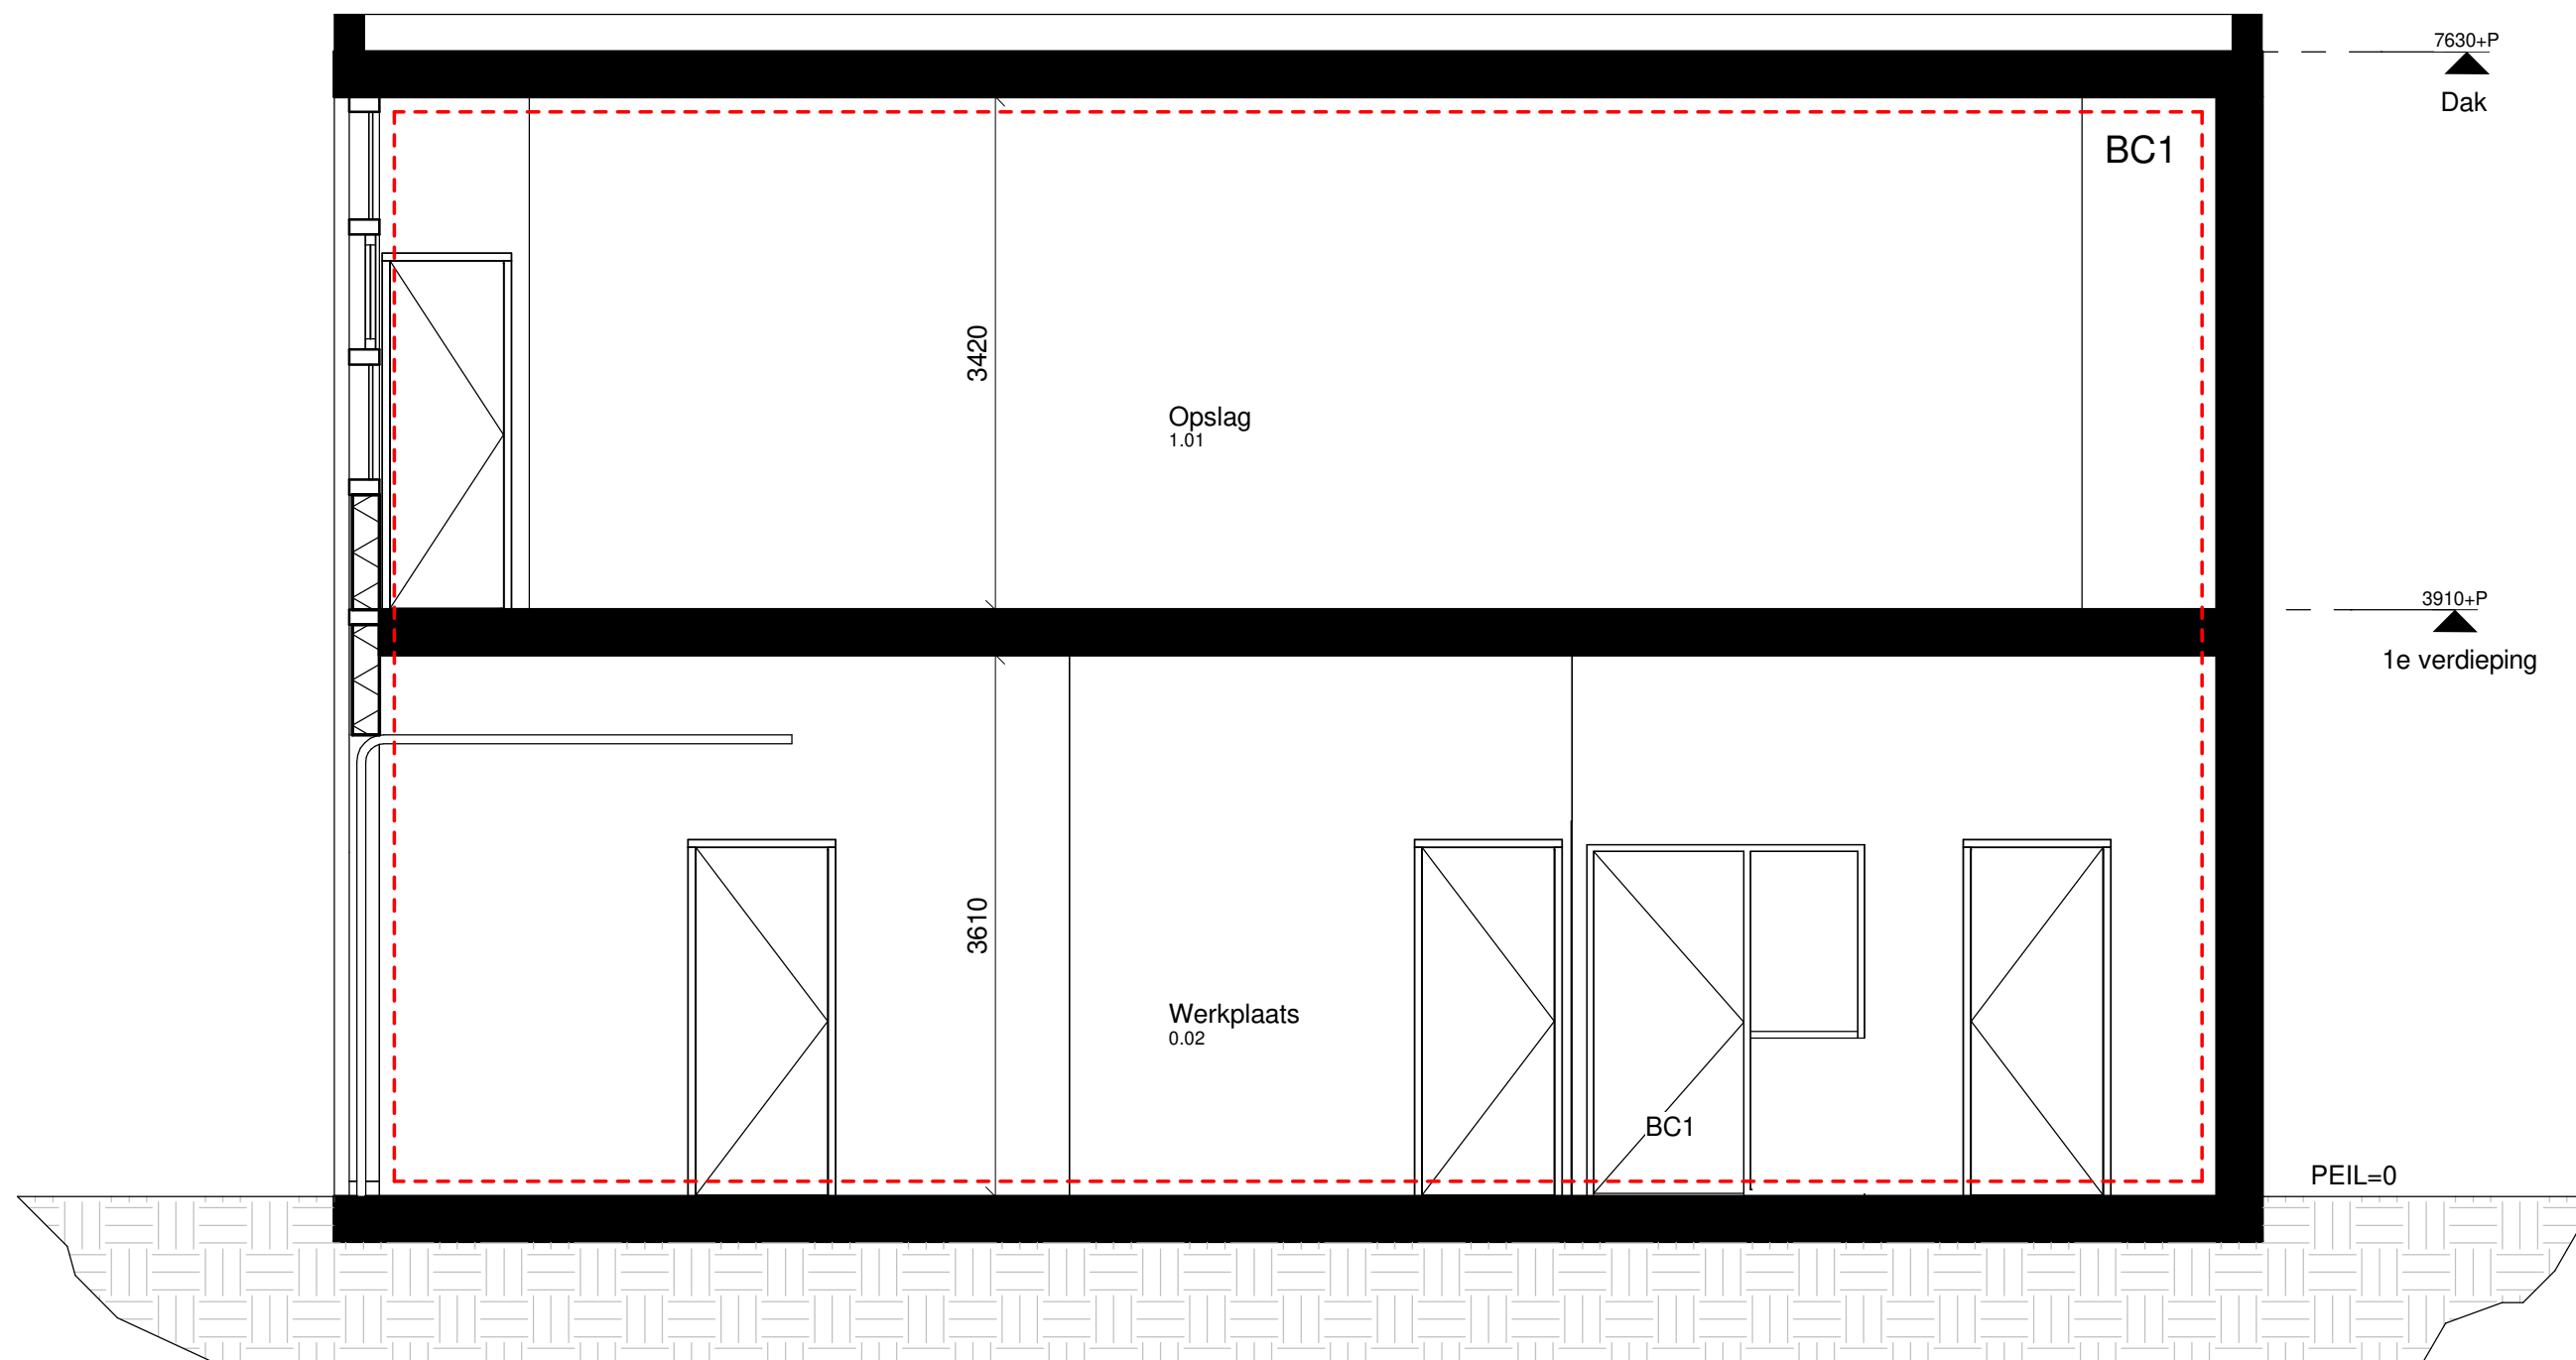 7630+P
Dak
BC1
3420
Opslag
1.01
3910+P
1e verdieping
3610
Werkplaats
0.02
BC1
PEIL=0